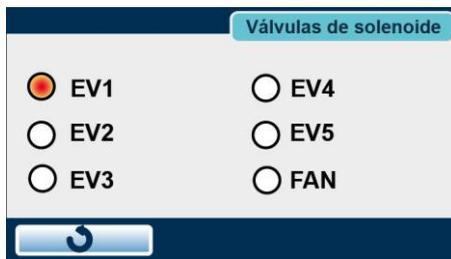 Válvulas de solenoide
EV1
EV2
EV3
EV4
EV5
FAN